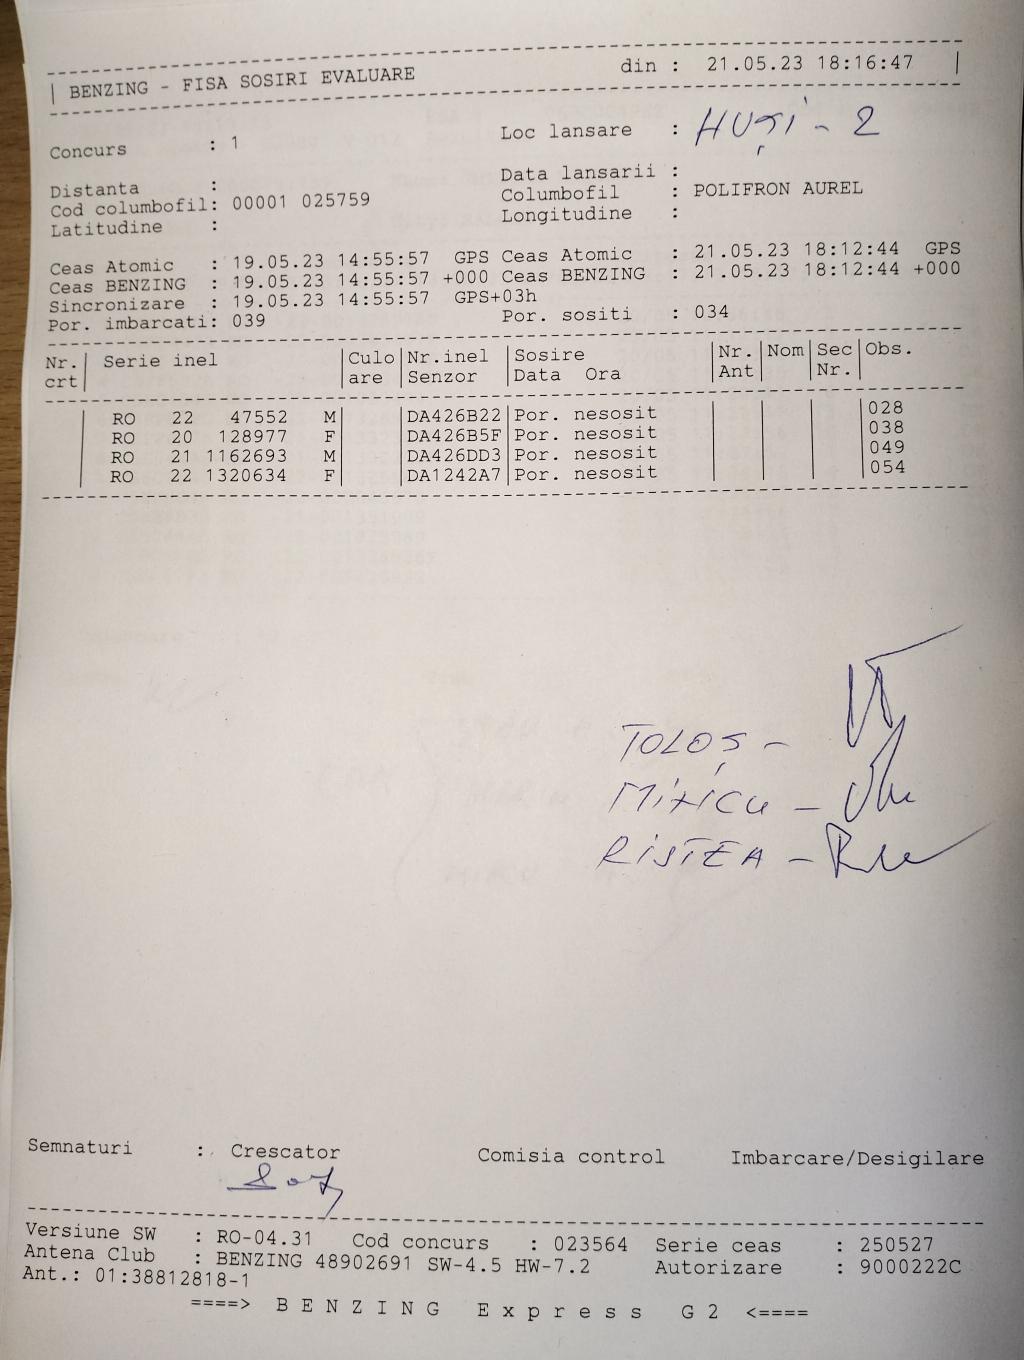 BENZING - FISA SOSIRI EVALUARE din : 21.05.23 18:16:47
Concurs : 1 Loc lansare : HUȘI - 2
Distanta : Data lansarii :
Cod columbofil: 00001 025759 Columbofil : POLIFRON AUREL
Latitudine : Longitudine :
Ceas Atomic : 19.05.23 14:55:57 GPS Ceas Atomic : 21.05.23 18:12:44 GPS
Ceas BENZING : 19.05.23 14:55:57 +000 Ceas BENZING : 21.05.23 18:12:44 +000
Sincronizare : 19.05.23 14:55:57 GPS+03h
Por. imbarcati: 039 Por. sositi : 034
Nr. Serie inel Culo Nr.inel Sosire Nr. Nom Sec Obs.
crt are Senzor Data Ora Ant Nr.
RO 22 47552 M DA426B22 Por. nesosit 028
RO 20 128977 F DA426B5F Por. nesosit 038
RO 21 1162693 M DA426DD3 Por. nesosit 049
RO 22 1320634 F DA1242A7 Por. nesosit 054
TOLOȘ -
MIȚICU -
RISTEA -
Semnaturi : Crescator Comisia control Imbarcare/Desigilare
Versiune SW : RO-04.31 Cod concurs : 023564 Serie ceas : 250527
Antena Club : BENZING 48902691 SW-4.5 HW-7.2 Autorizare : 9000222C
Ant.: 01:38812818-1
====> B E N Z I N G E x p r e s s G 2 <====